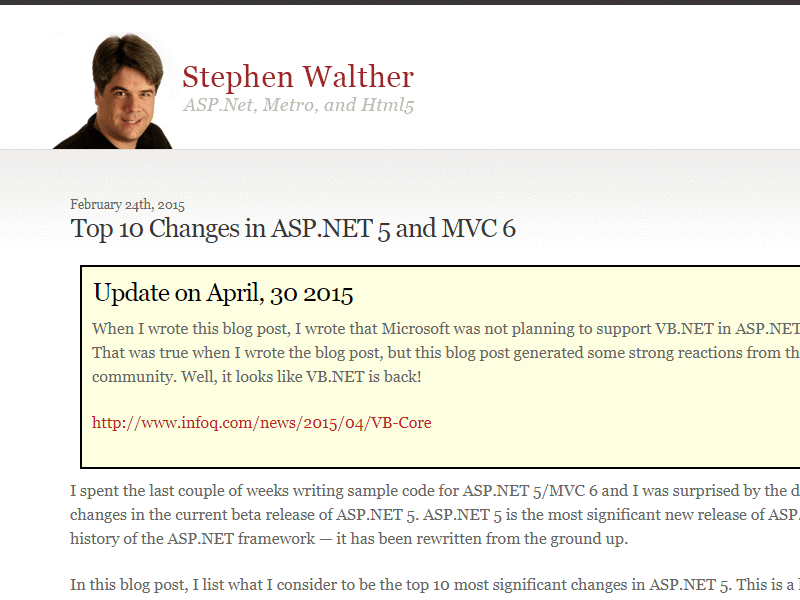 Stephen Walther
ASP.Net, Metro, and Html5
February 24th, 2015
Top 10 Changes in ASP.NET 5 and MVC 6
Update on April, 30 2015
When I wrote this blog post, I wrote that Microsoft was not planning to support VB.NET in ASP.NET
That was true when I wrote the blog post, but this blog post generated some strong reactions from
community. Well, it looks like VB.NET is back!
http://www.infoq.com/news/2015/04/VB-Core
I spent the last couple of weeks writing sample code for ASP.NET 5/MVC 6 and I was surprised by the
changes in the current beta release of ASP.NET 5. ASP.NET 5 is the most significant new release of ASP.
history of the ASP.NET framework — it has been rewritten from the ground up.
In this blog post, I list what I consider to be the top 10 most significant changes in ASP.NET 5. This is a